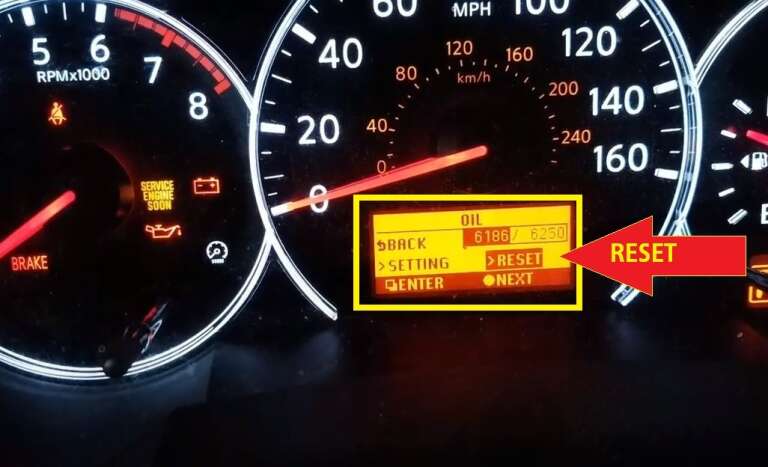 60 MPH 100
5 6 7 8
RPMx1000
20 40 120 140 160
0
0 40 80 120 160 200 240
km/h
SERVICE
ENGINE
SOON
BRAKE
OIL
BACK 6186/ 6250
>SETTING >RESET
ENTER NEXT
RESET